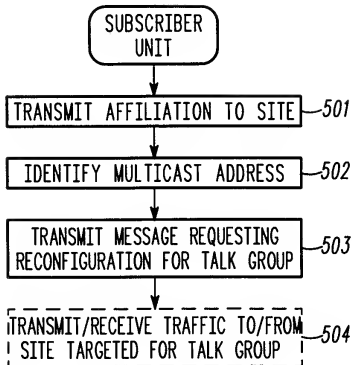 SUBSCRIBER
UNIT
TRANSMIT AFFILIATION TO SITE
501
IDENTIFY MULTICAST ADDRESS
502
TRANSMIT MESSAGE REQUESTING
RECONFIGURATION FOR TALK GROUP
503
TRANSMIT/RECEIVE TRAFFIC TO/FROM
SITE TARGETED FOR TALK GROUP
504